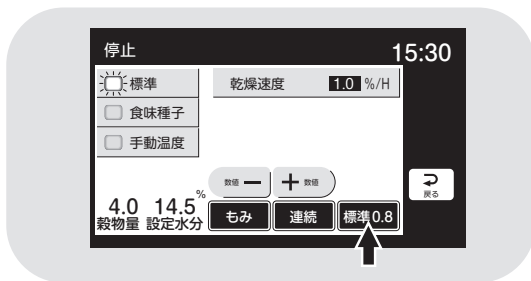 停止 15:30
標準
食味種子
手動温度
乾燥速度 1.0 %/H
数値 − + 数値
戻る
4.0 14.5%
穀物量 設定水分
もみ 連続 標準0.8